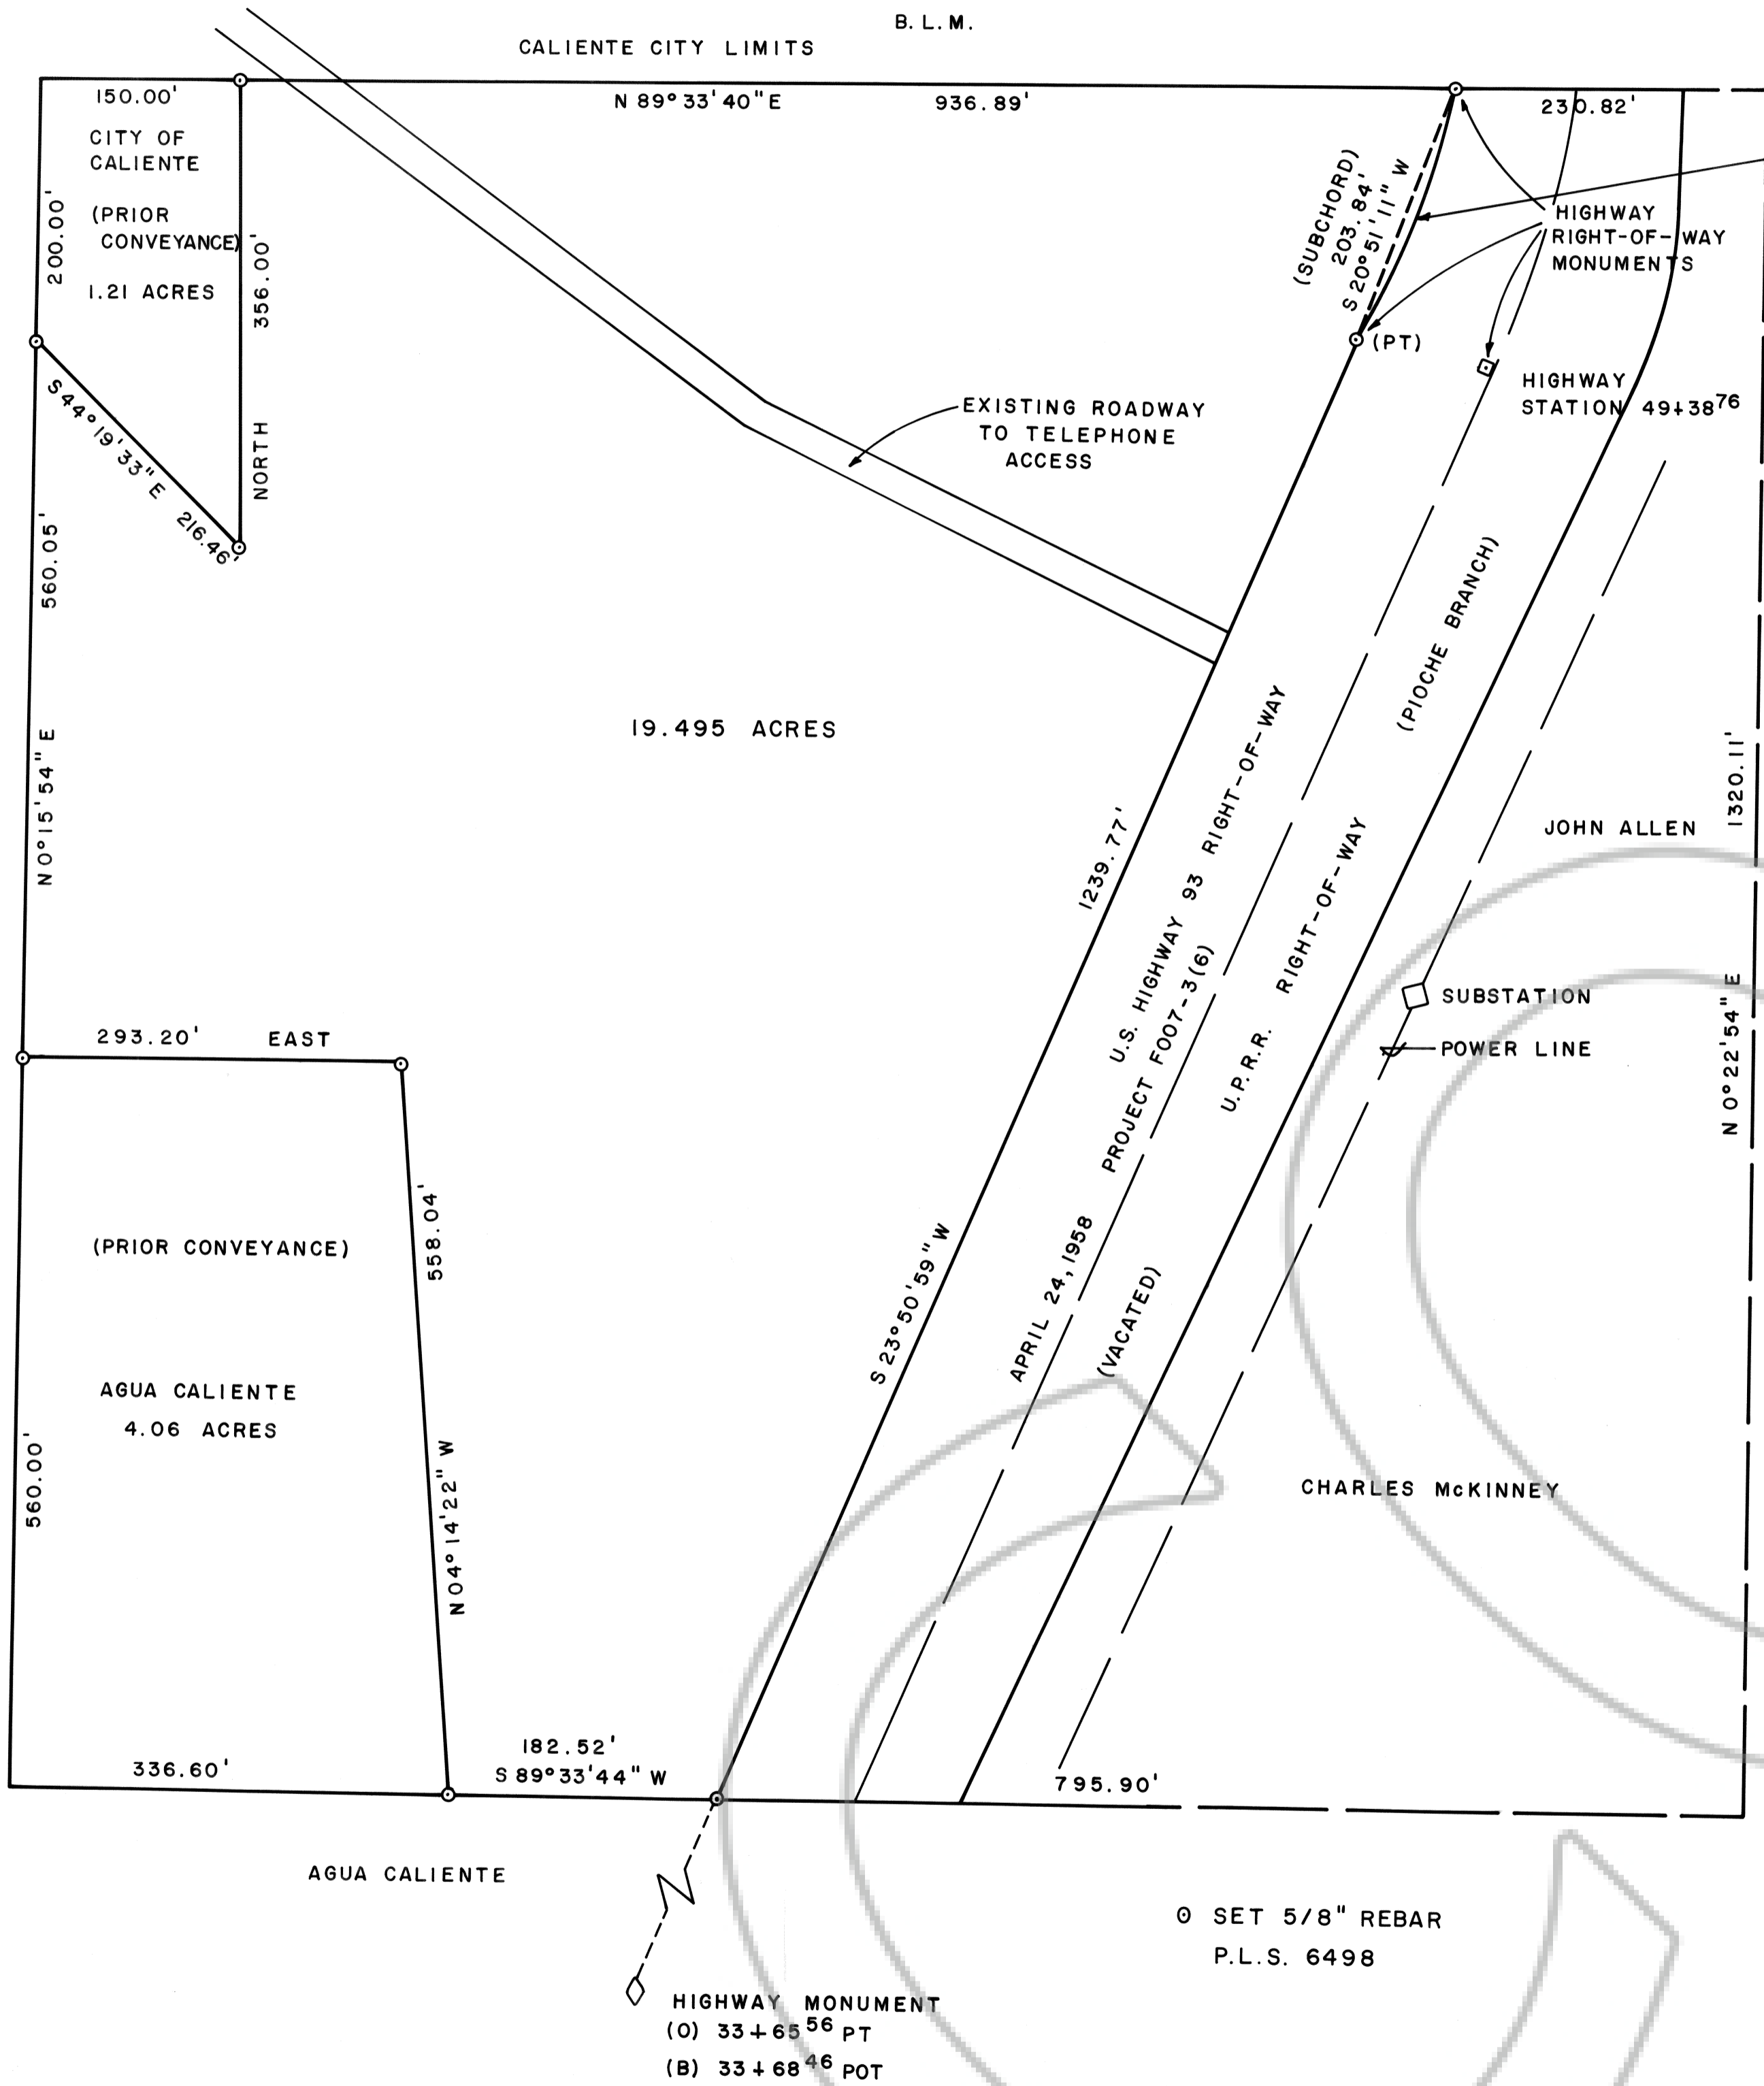 B.L.M.
CALIENTE CITY LIMITS
150.00'
N 89°33'40"E 936.89'
230.82'
CITY OF
CALIENTE
(PRIOR
CONVEYANCE)
1.21 ACRES
200.00'
356.00'
NORTH
S 44°19'33"E 216.46'
560.05'
N 0°15'54"E
(SUBCHORD)
203.84'
S 20°51'11"W
HIGHWAY
RIGHT-OF-WAY
MONUMENTS
(PT)
HIGHWAY
STATION 49+38⁷⁶
EXISTING ROADWAY
TO TELEPHONE
ACCESS
(PIOCHE BRANCH)
19.495 ACRES
1239.77'
S 23°50'59"W
U.S. HIGHWAY 93 RIGHT-OF-WAY
APRIL 24, 1958 PROJECT F007-3(6)
U.P.R.R. RIGHT-OF-WAY
(VACATED)
1320.11'
N 0°22'54"E
JOHN ALLEN
SUBSTATION
POWER LINE
293.20' EAST
(PRIOR CONVEYANCE)
558.04'
N 04°14'22"W
AGUA CALIENTE
4.06 ACRES
560.00'
CHARLES McKINNEY
336.60'
182.52'
S 89°33'44"W
795.90'
AGUA CALIENTE
SET 5/8" REBAR
P.L.S. 6498
HIGHWAY MONUMENT
(O) 33+65⁵⁶ PT
(B) 33+68⁴⁶ POT